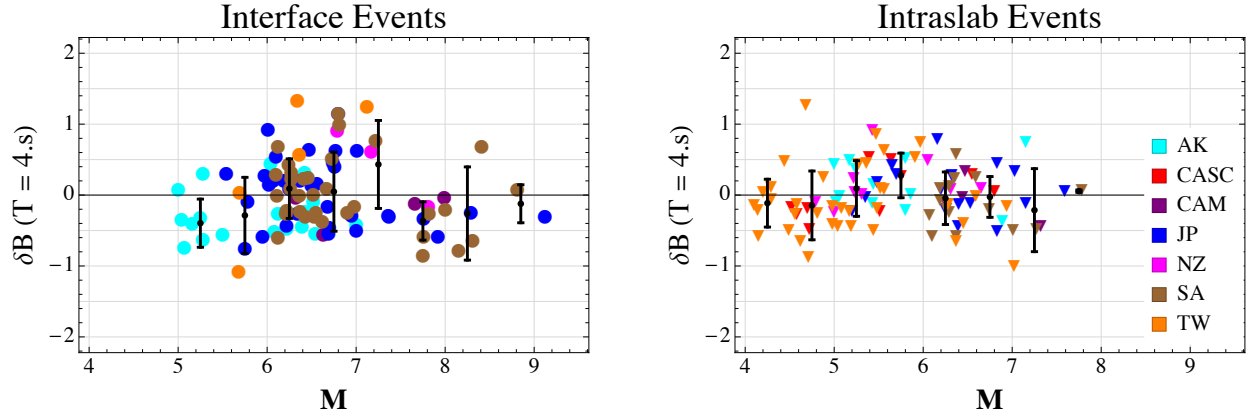 Interface Events
Intraslab Events
δB (T = 4.s)
2
1
0
−1
−2
4 5 6 7 8 9
M
δB (T = 4.s)
2
1
0
−1
−2
4 5 6 7 8 9
M
AK
CASC
CAM
JP
NZ
SA
TW